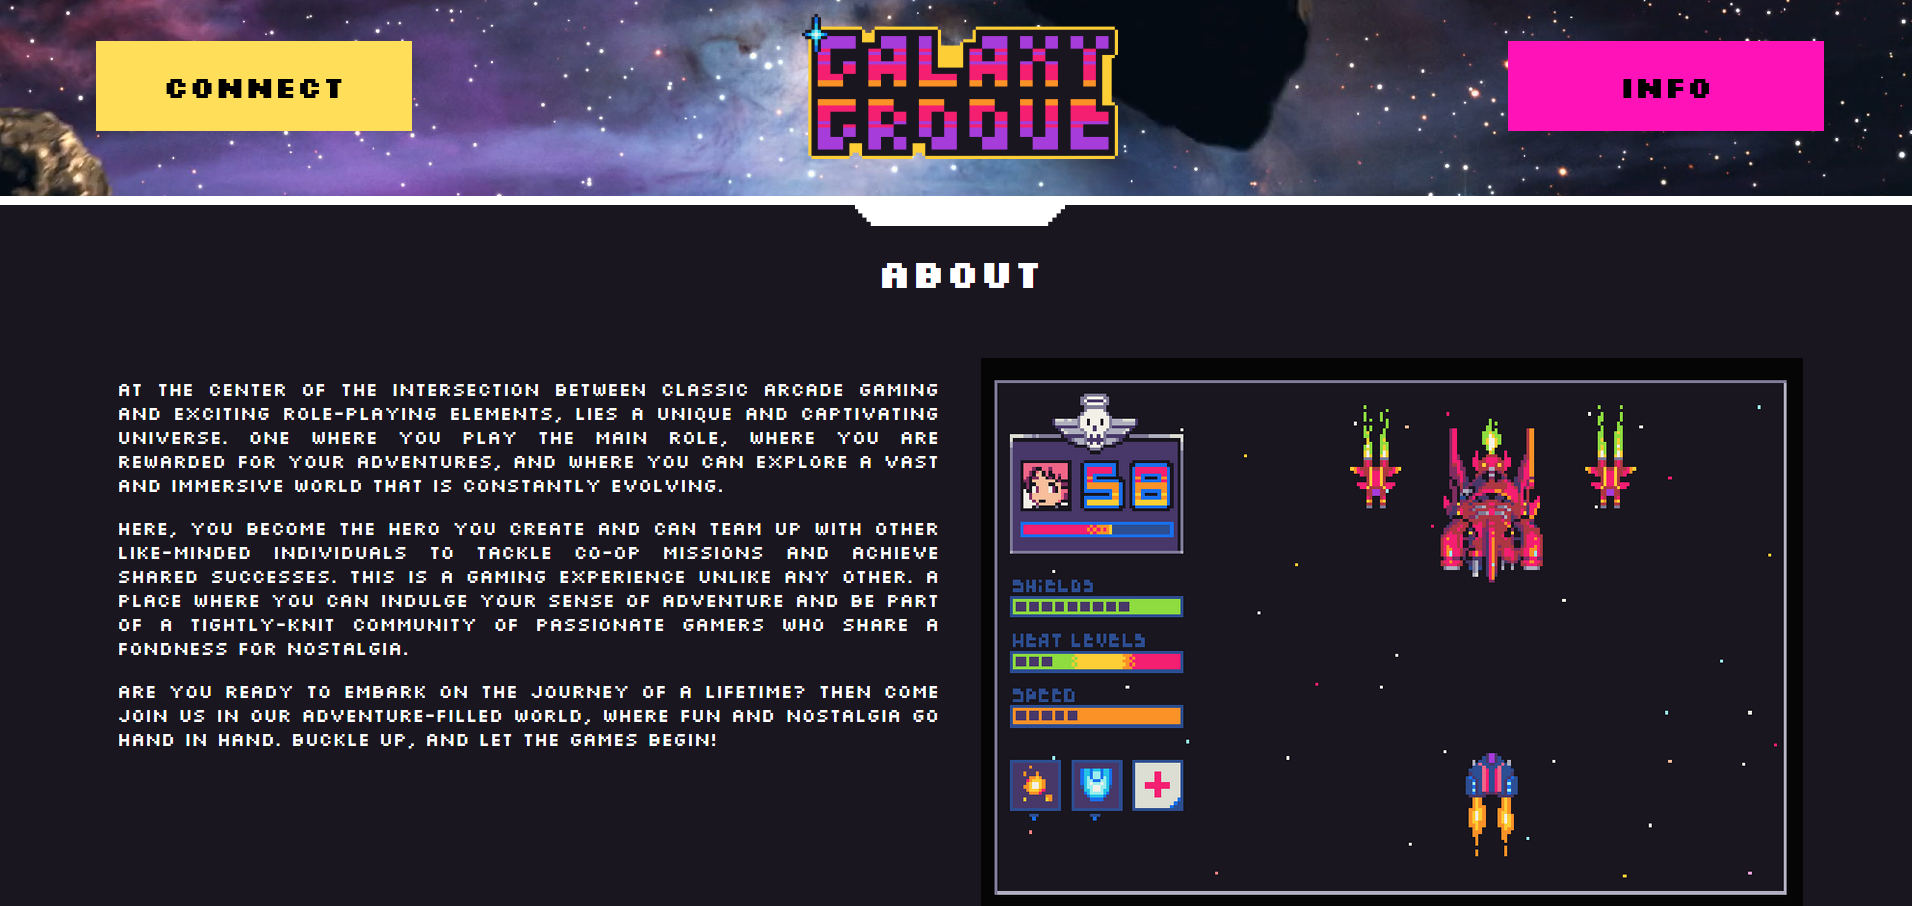 CONNECT
GALAXY
GROOVE
INFO
ABOUT
AT THE CENTER OF THE INTERSECTION BETWEEN CLASSIC ARCADE GAMING
AND EXCITING ROLE-PLAYING ELEMENTS, LIES A UNIQUE AND CAPTIVATING
UNIVERSE. ONE WHERE YOU PLAY THE MAIN ROLE, WHERE YOU ARE
REWARDED FOR YOUR ADVENTURES, AND WHERE YOU CAN EXPLORE A VAST
AND IMMERSIVE WORLD THAT IS CONSTANTLY EVOLVING.
HERE, YOU BECOME THE HERO YOU CREATE AND CAN TEAM UP WITH OTHER
LIKE-MINDED INDIVIDUALS TO TACKLE CO-OP MISSIONS AND ACHIEVE
SHARED SUCCESSES. THIS IS A GAMING EXPERIENCE UNLIKE ANY OTHER. A
PLACE WHERE YOU CAN INDULGE YOUR SENSE OF ADVENTURE AND BE PART
OF A TIGHTLY-KNIT COMMUNITY OF PASSIONATE GAMERS WHO SHARE A
FONDNESS FOR NOSTALGIA.
ARE YOU READY TO EMBARK ON THE JOURNEY OF A LIFETIME? THEN COME
JOIN US IN OUR ADVENTURE-FILLED WORLD, WHERE FUN AND NOSTALGIA GO
HAND IN HAND. BUCKLE UP, AND LET THE GAMES BEGIN!
58
SHiELDS
HEAT LEVELS
SPEED